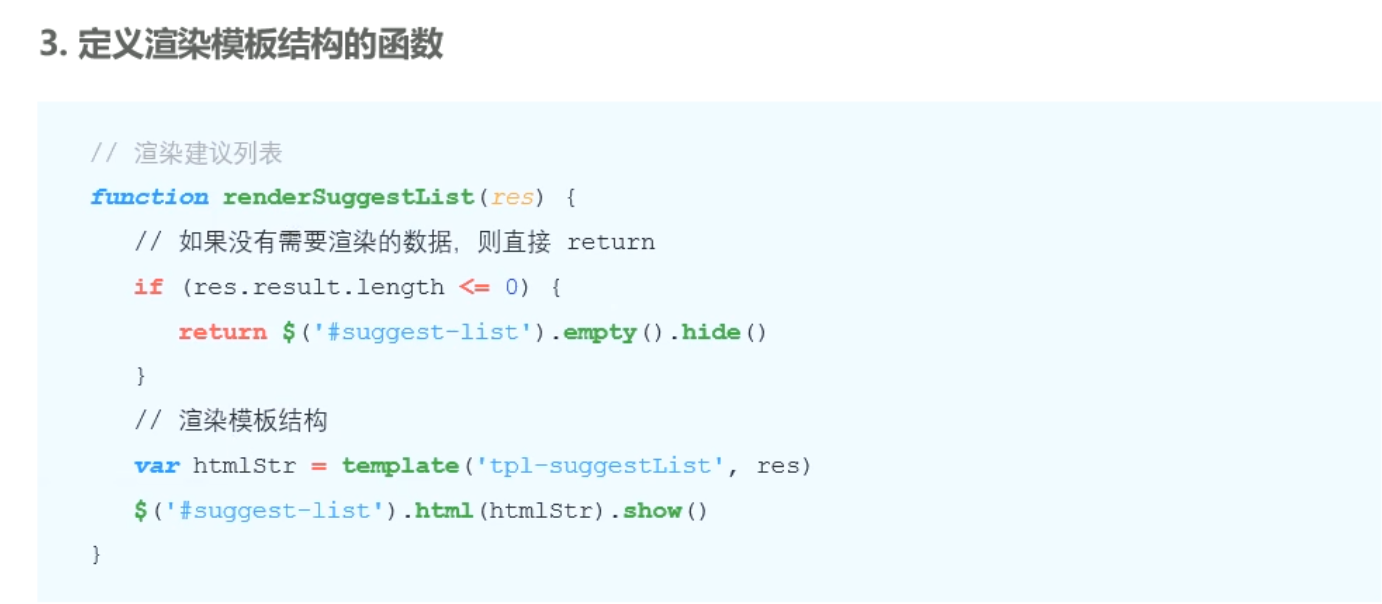 3. 定义渲染模板结构的函数
// 渲染建议列表
function renderSuggestList(res) {
// 如果没有需要渲染的数据，则直接 return
if (res.result.length <= 0) {
return $('#suggest-list').empty().hide()
}
// 渲染模板结构
var htmlStr = template('tpl-suggestList', res)
$('#suggest-list').html(htmlStr).show()
}